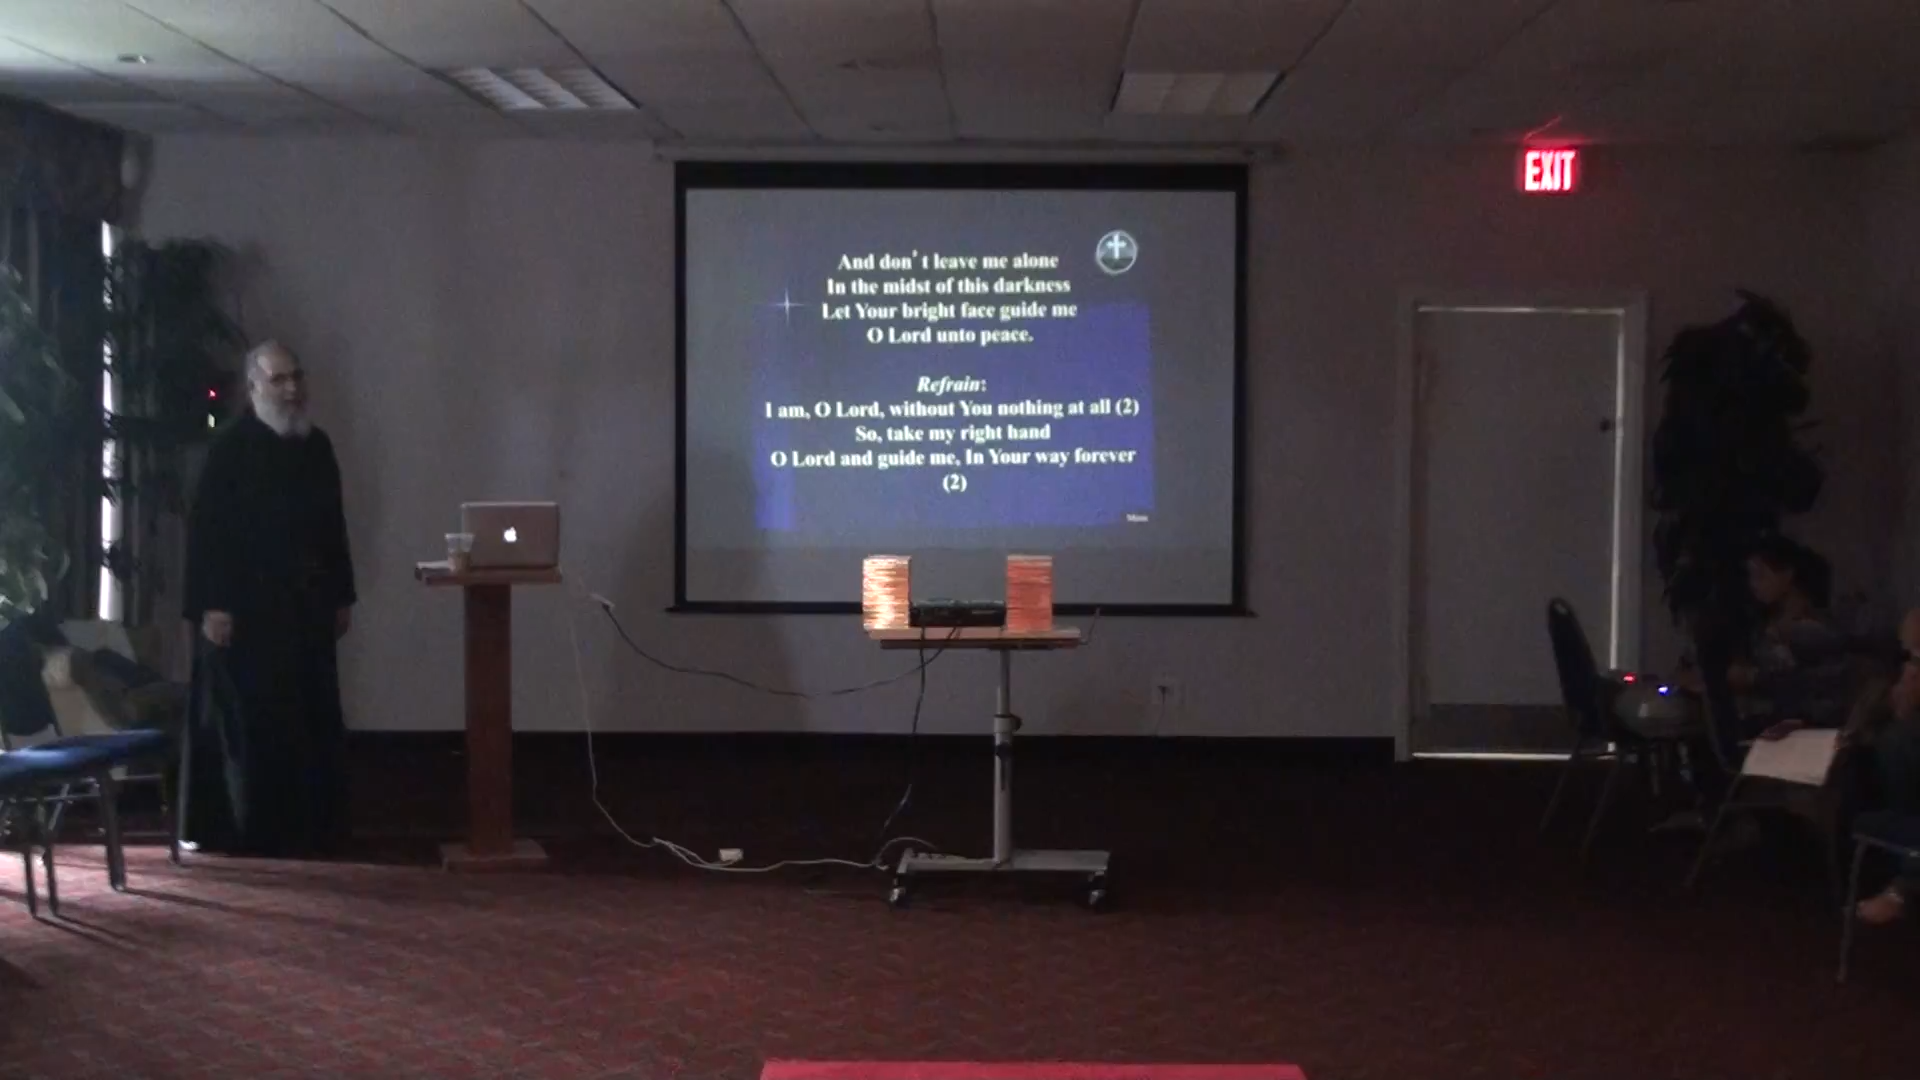 And don't leave me alone
In the midst of this darkness
Let Your bright face guide me
O Lord unto peace.
Refrain:
I am, O Lord, without You nothing at all (2)
So, take my right hand
O Lord and guide me, In Your way forever
(2)
EXIT